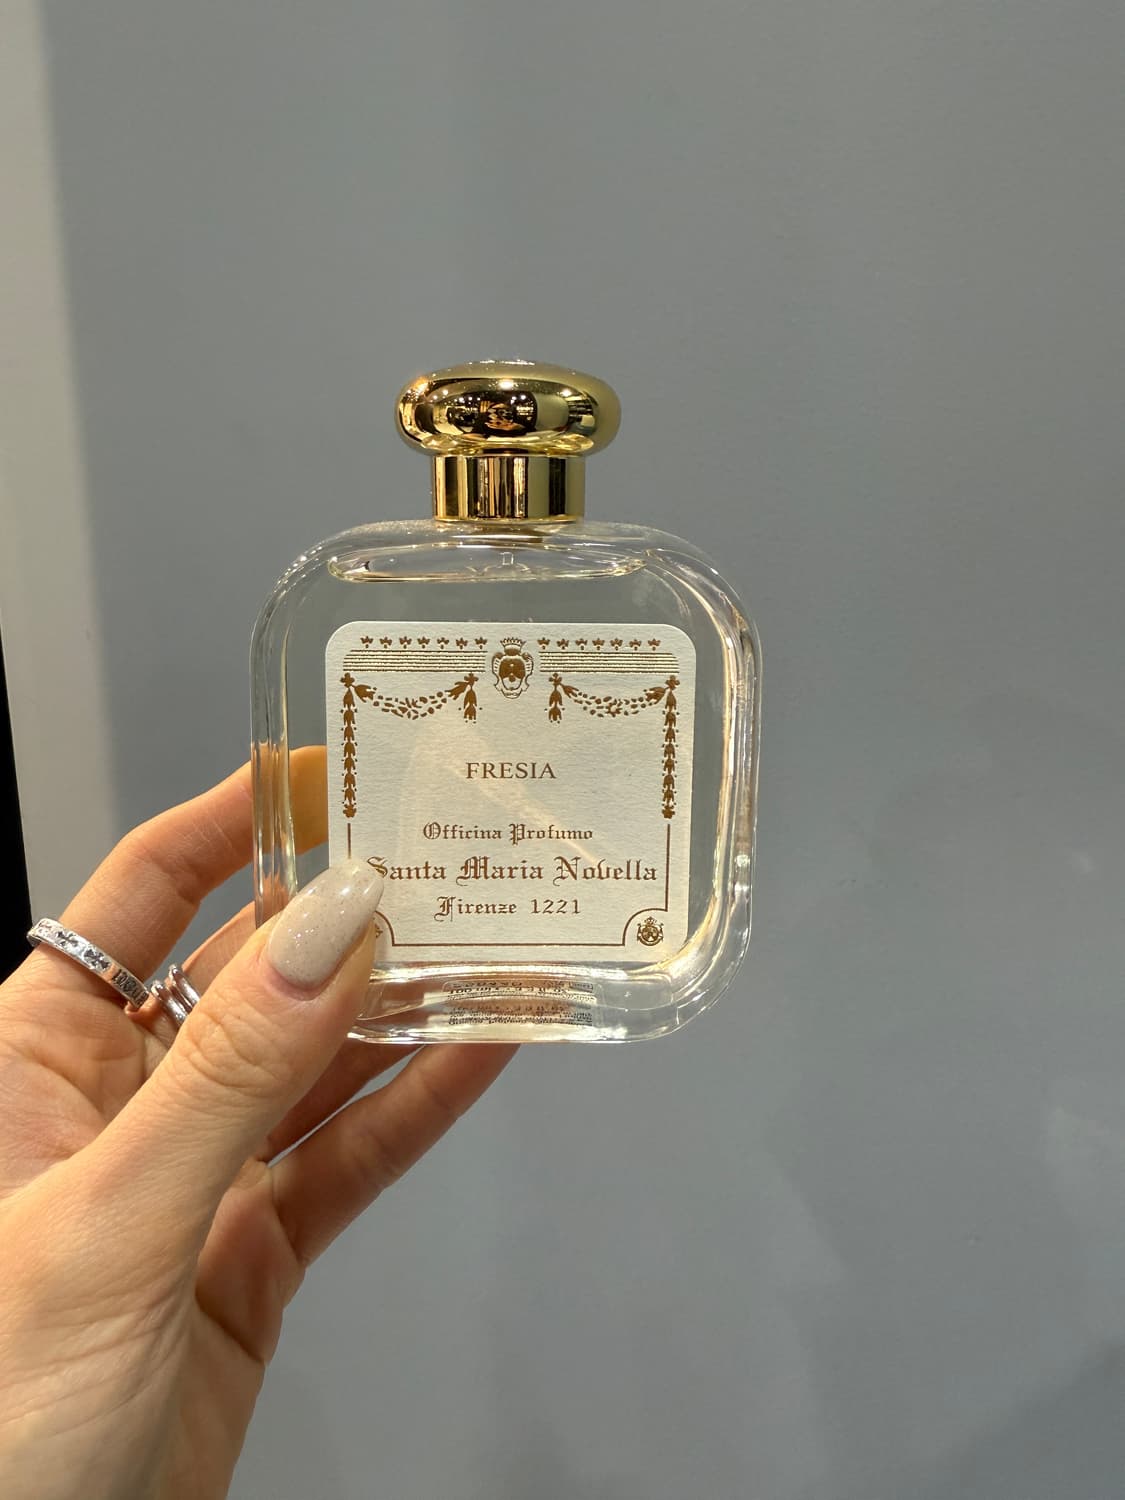 FRESIA
Officina Profumo
Santa Maria Novella
Firenze 1221